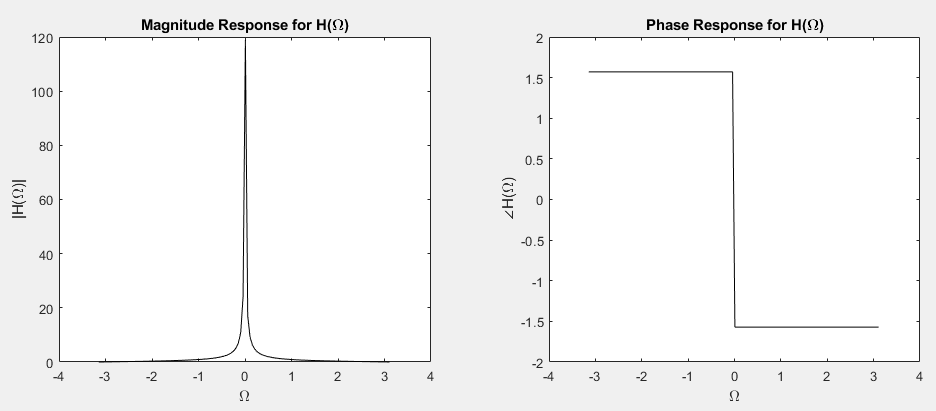 Magnitude Response for H(Ω)
120
100
80
60
40
20
0
|H(Ω)|
-4 -3 -2 -1 0 1 2 3 4
Ω
Phase Response for H(Ω)
2
1.5
1
0.5
0
-0.5
-1
-1.5
-2
∠H(Ω)
-4 -3 -2 -1 0 1 2 3 4
Ω